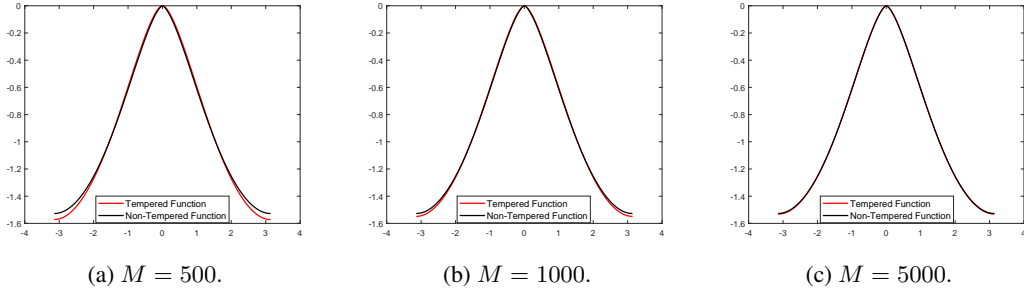 0
-0.2
-0.4
-0.6
-0.8
-1
-1.2
-1.4
-1.6
-4 -3 -2 -1 0 1 2 3 4
Tempered Function
Non-Tempered Function
(a) M = 500.
0
-0.2
-0.4
-0.6
-0.8
-1
-1.2
-1.4
-1.6
-4 -3 -2 -1 0 1 2 3 4
Tempered Function
Non-Tempered Function
(b) M = 1000.
0
-0.2
-0.4
-0.6
-0.8
-1
-1.2
-1.4
-1.6
-4 -3 -2 -1 0 1 2 3 4
Tempered Function
Non-Tempered Function
(c) M = 5000.